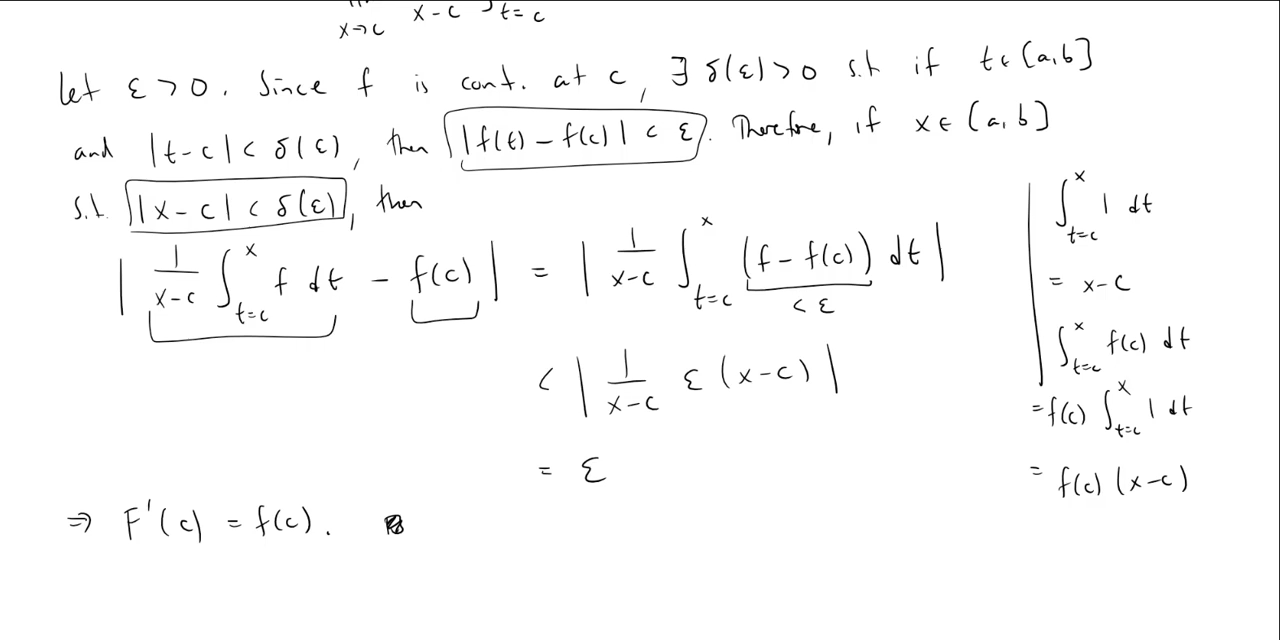 x→c x-c ∫t=c
Let ε > 0. Since f is cont. at c, ∃ δ(ε) > 0 s.t if t ∈ [a,b]
and |t-c| < δ(ε), then |f(t) - f(c)| < ε. Therefore, if x ∈ [a,b]
s.t. |x-c| < δ(ε), then
| 1/(x-c) ∫_{t=c}^{x} f dt - f(c) | = | 1/(x-c) ∫_{t=c}^{x} (f - f(c)) dt |
< ε
< | 1/(x-c) ε (x-c) |
= ε
⇒ F'(c) = f(c).
∫_{t=c}^{x} 1 dt
= x-c
∫_{t=c}^{x} f(c) dt
= f(c) ∫_{t=c}^{x} 1 dt
= f(c) (x-c)